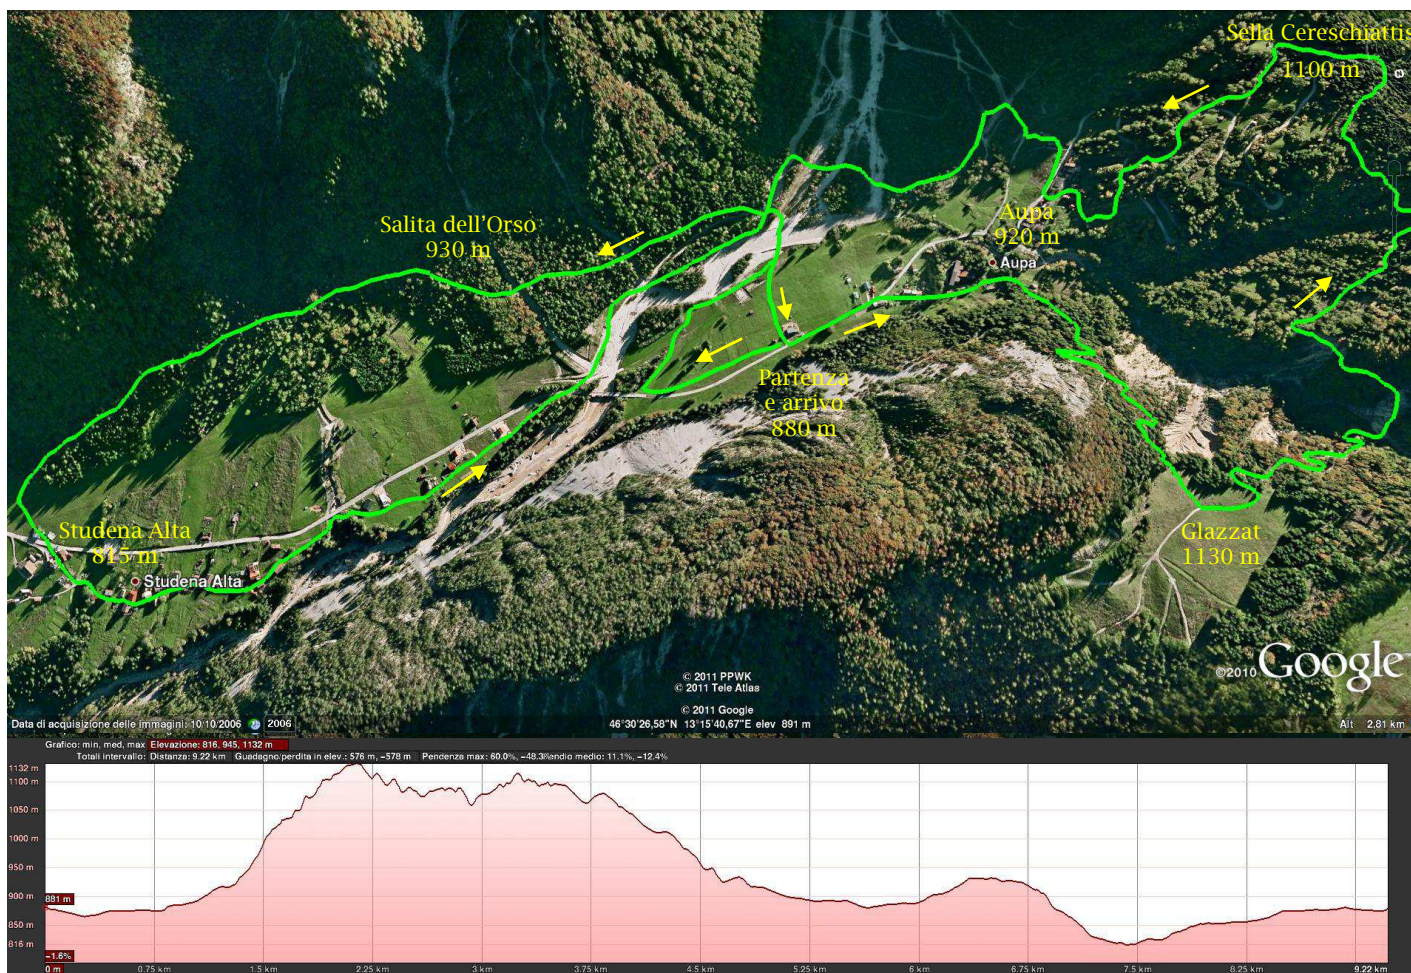 Sella Cereschiattis
1100 m
Salita dell'Orso
930 m
Aupa
920 m
Aupa
Partenza
e arrivo
880 m
Studena Alta
815 m
Studena Alta
Glazzat
1130 m
©2010 Google
© 2011 PPWK
© 2011 Tele Atlas
© 2011 Google
Data di acquisizione delle immagini: 10/10/2006 2006 46°30'26,58"N 13°15'40,67"E elev 891 m Alt 2,81 km
Grafico: min, med, max Elevazione: 816, 945, 1132 m
Totali intervallo: Distanza: 9.22 km Guadagno/perdita in elev.: 576 m, -578 m Pendenza max: 60.0%, -48.3% endio medio: 11.1%, -12.4%
1132 m
1100 m
1050 m
1000 m
950 m
900 m
881 m
850 m
816 m
-1.6%
0 m 0.75 km 1.5 km 2.25 km 3 km 3.75 km 4.5 km 5.25 km 6 km 6.75 km 7.5 km 8.25 km 9.22 km